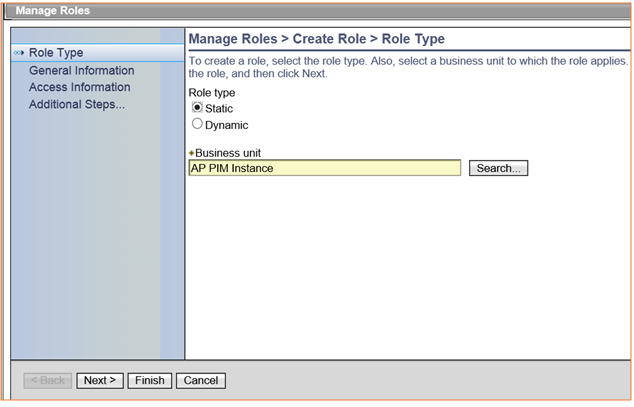 Manage Roles
Role Type
General Information
Access Information
Additional Steps...
Manage Roles > Create Role > Role Type
To create a role, select the role type. Also, select a business unit to which the role applies.
the role, and then click Next.
Role type
Static
Dynamic
*Business unit
AP PIM Instance
Search...
< Back
Next >
Finish
Cancel